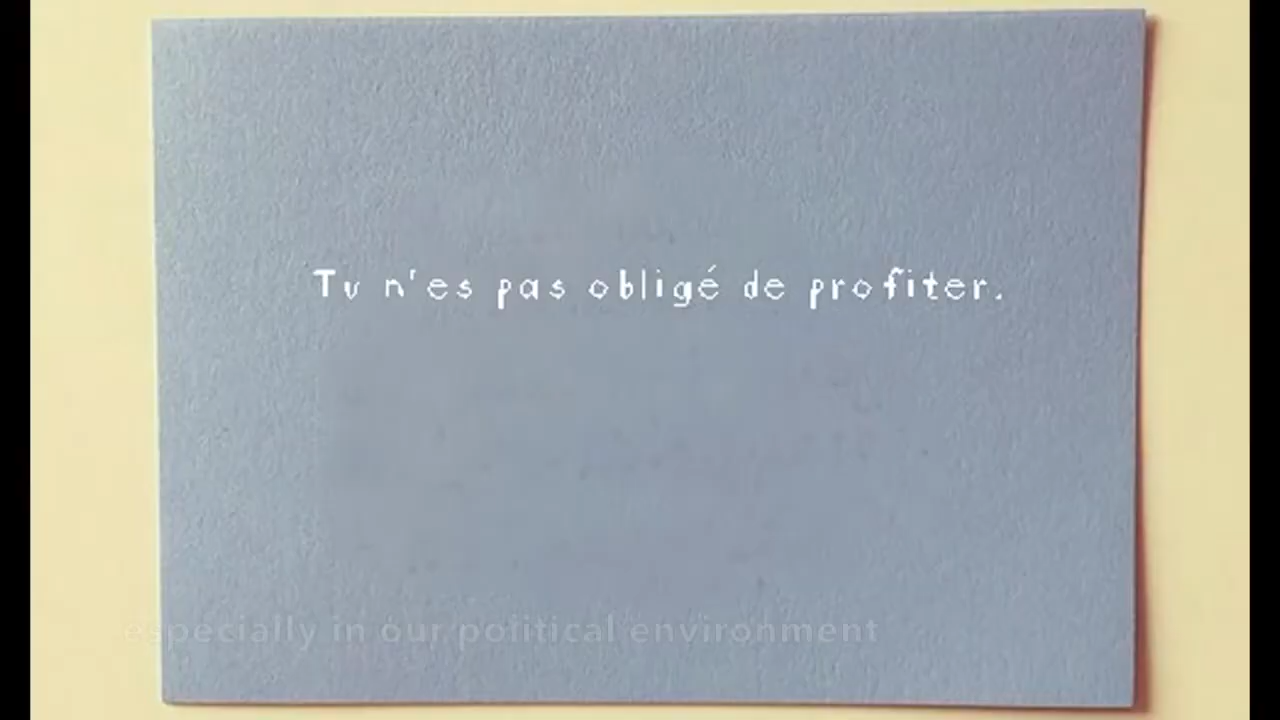 Tu n'es pas obligé de profiter.
especially in our political environment